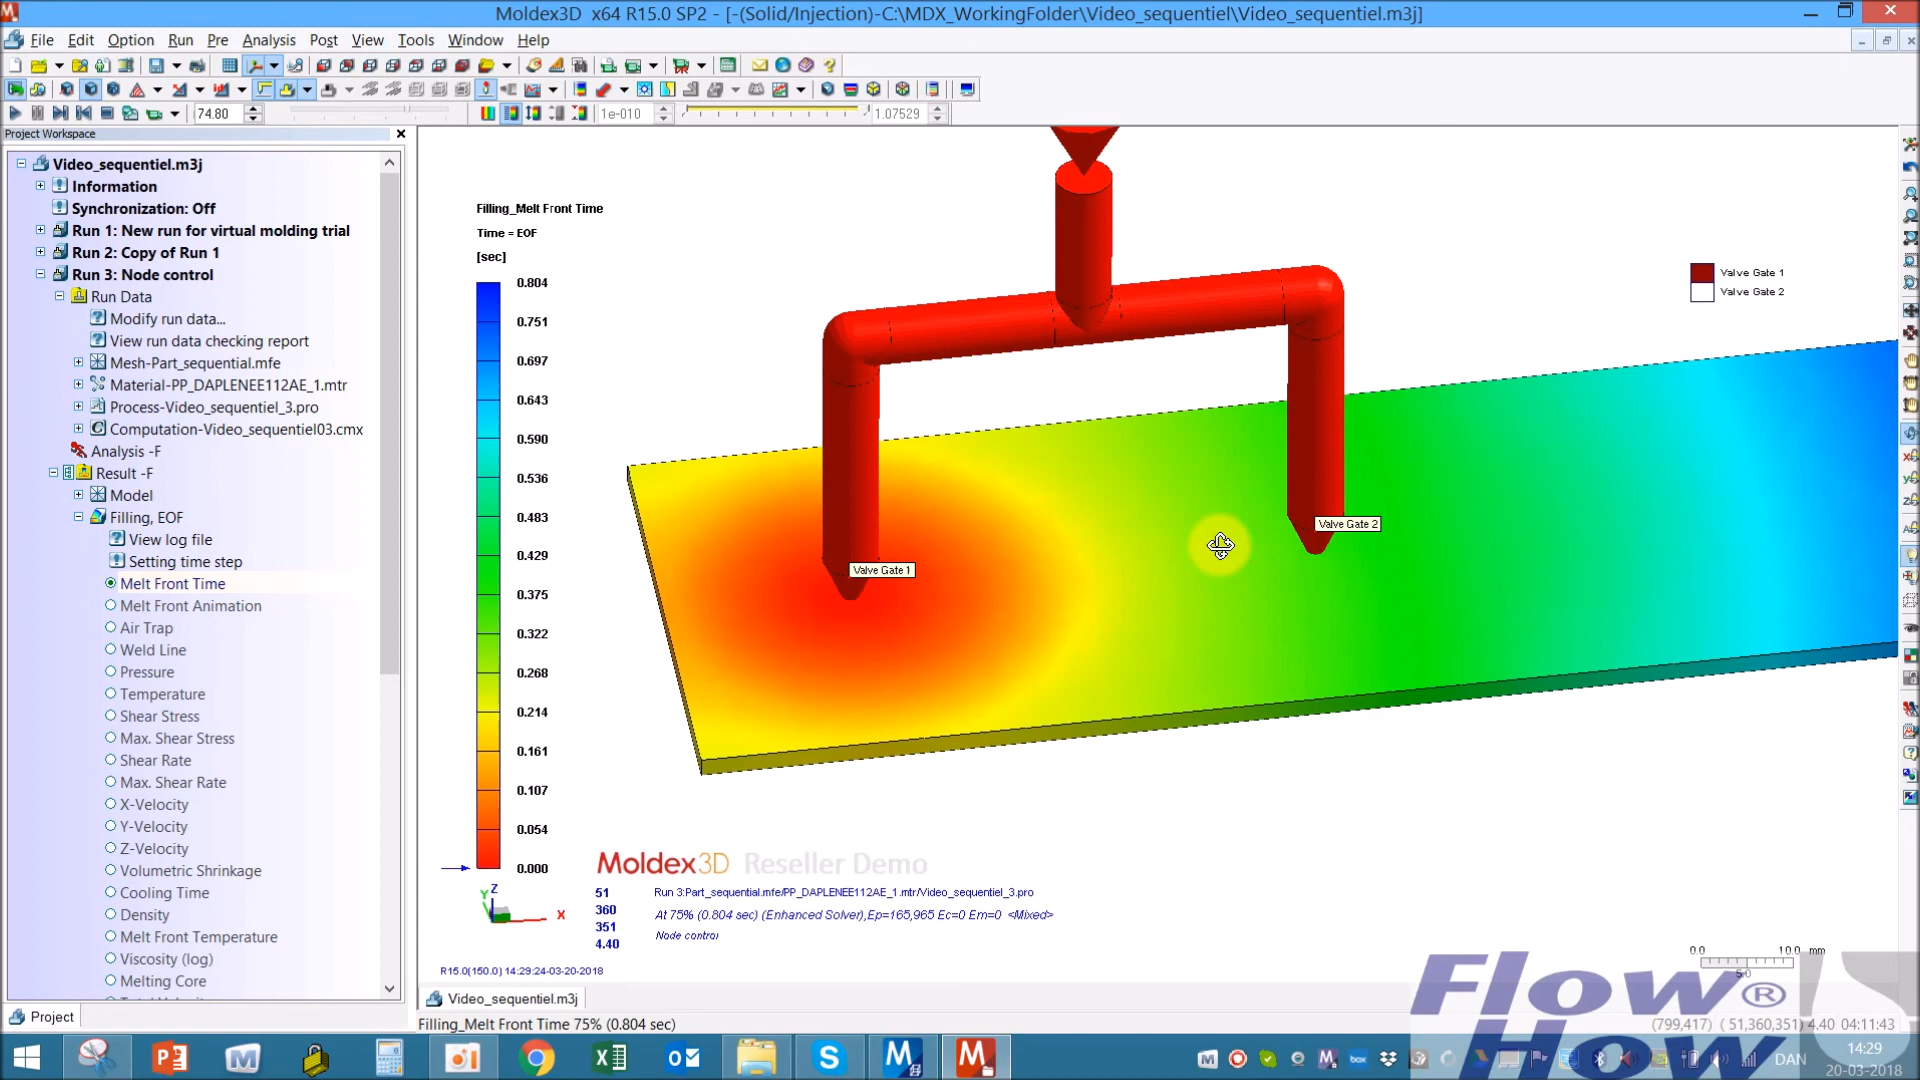 Moldex3D x64 R15.0 SP2 - [-(Solid/Injection)-C:\MDX_WorkingFolder\Video_sequentiel\Video_sequentiel.m3j]
File Edit Option Run Pre Analysis Post View Tools Window Help
74.80
1e-010
1.07529
Project Workspace
Video_sequentiel.m3j
Information
Synchronization: Off
Run 1: New run for virtual molding trial
Run 2: Copy of Run 1
Run 3: Node control
Run Data
Modify run data...
View run data checking report
Mesh-Part_sequential.mfe
Material-PP_DAPLENEE112AE_1.mtr
Process-Video_sequentiel_3.pro
Computation-Video_sequentiel03.cmx
Analysis -F
Result -F
Model
Filling, EOF
View log file
Setting time step
Melt Front Time
Melt Front Animation
Air Trap
Weld Line
Pressure
Temperature
Shear Stress
Max. Shear Stress
Shear Rate
Max. Shear Rate
X-Velocity
Y-Velocity
Z-Velocity
Volumetric Shrinkage
Cooling Time
Density
Melt Front Temperature
Viscosity (log)
Melting Core
Project
Filling_Melt Front Time
Time = EOF
[sec]
0.804
0.751
0.697
0.643
0.590
0.536
0.483
0.429
0.375
0.322
0.268
0.214
0.161
0.107
0.054
0.000
Valve Gate 1
Valve Gate 2
Valve Gate 2
Valve Gate 1
Moldex3D Reseller Demo
51
360
351
4.40
Run 3:Part_sequential.mfe/PP_DAPLENEE112AE_1.mtr/Video_sequentiel_3.pro
At 75% (0.804 sec) (Enhanced Solver),Ep=165,965 Ec=0 Em=0 <Mixed>
Node control
Y Z X
R15.0(150.0) 14:29:24-03-20-2018
0.0 10.0 mm
5.0
Flow®
How
Video_sequentiel.m3j
Filling_Melt Front Time 75% (0.804 sec)
(799,417) ( 51,360,351) 4.40 04:11:43
box
DAN
14:29
20-03-2018